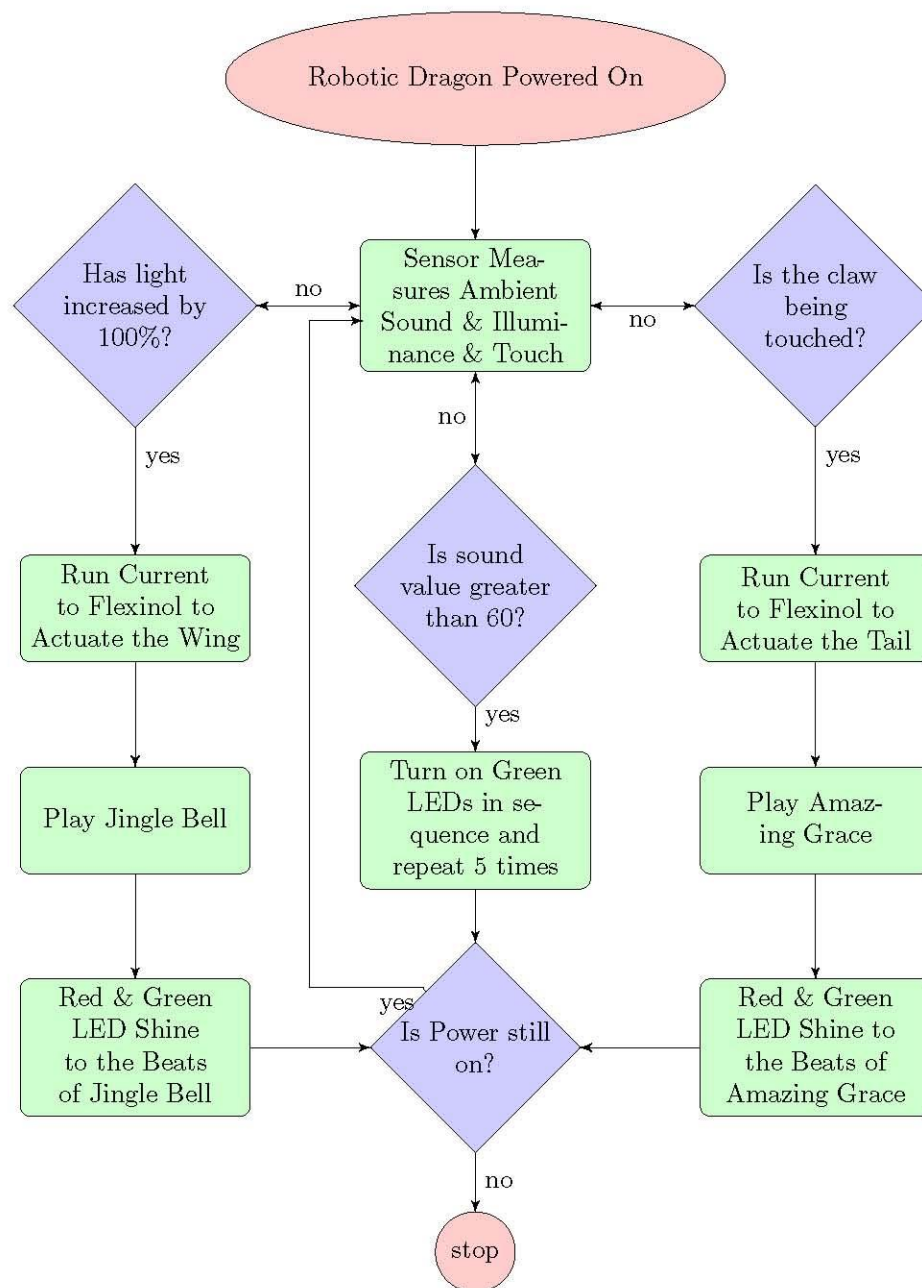 Robotic Dragon Powered On
Has light
increased by
100%?
no
Sensor Mea-
sures Ambient
Sound & Illumi-
nance & Touch
no
Is the claw
being
touched?
no
yes
yes
Run Current
to Flexinol to
Actuate the Wing
Is sound
value greater
than 60?
Run Current
to Flexinol to
Actuate the Tail
yes
Play Jingle Bell
Turn on Green
LEDs in se-
quence and
repeat 5 times
Play Amaz-
ing Grace
Red & Green
LED Shine
to the Beats
of Jingle Bell
yes
Is Power still
on?
Red & Green
LED Shine to
the Beats of
Amazing Grace
no
stop